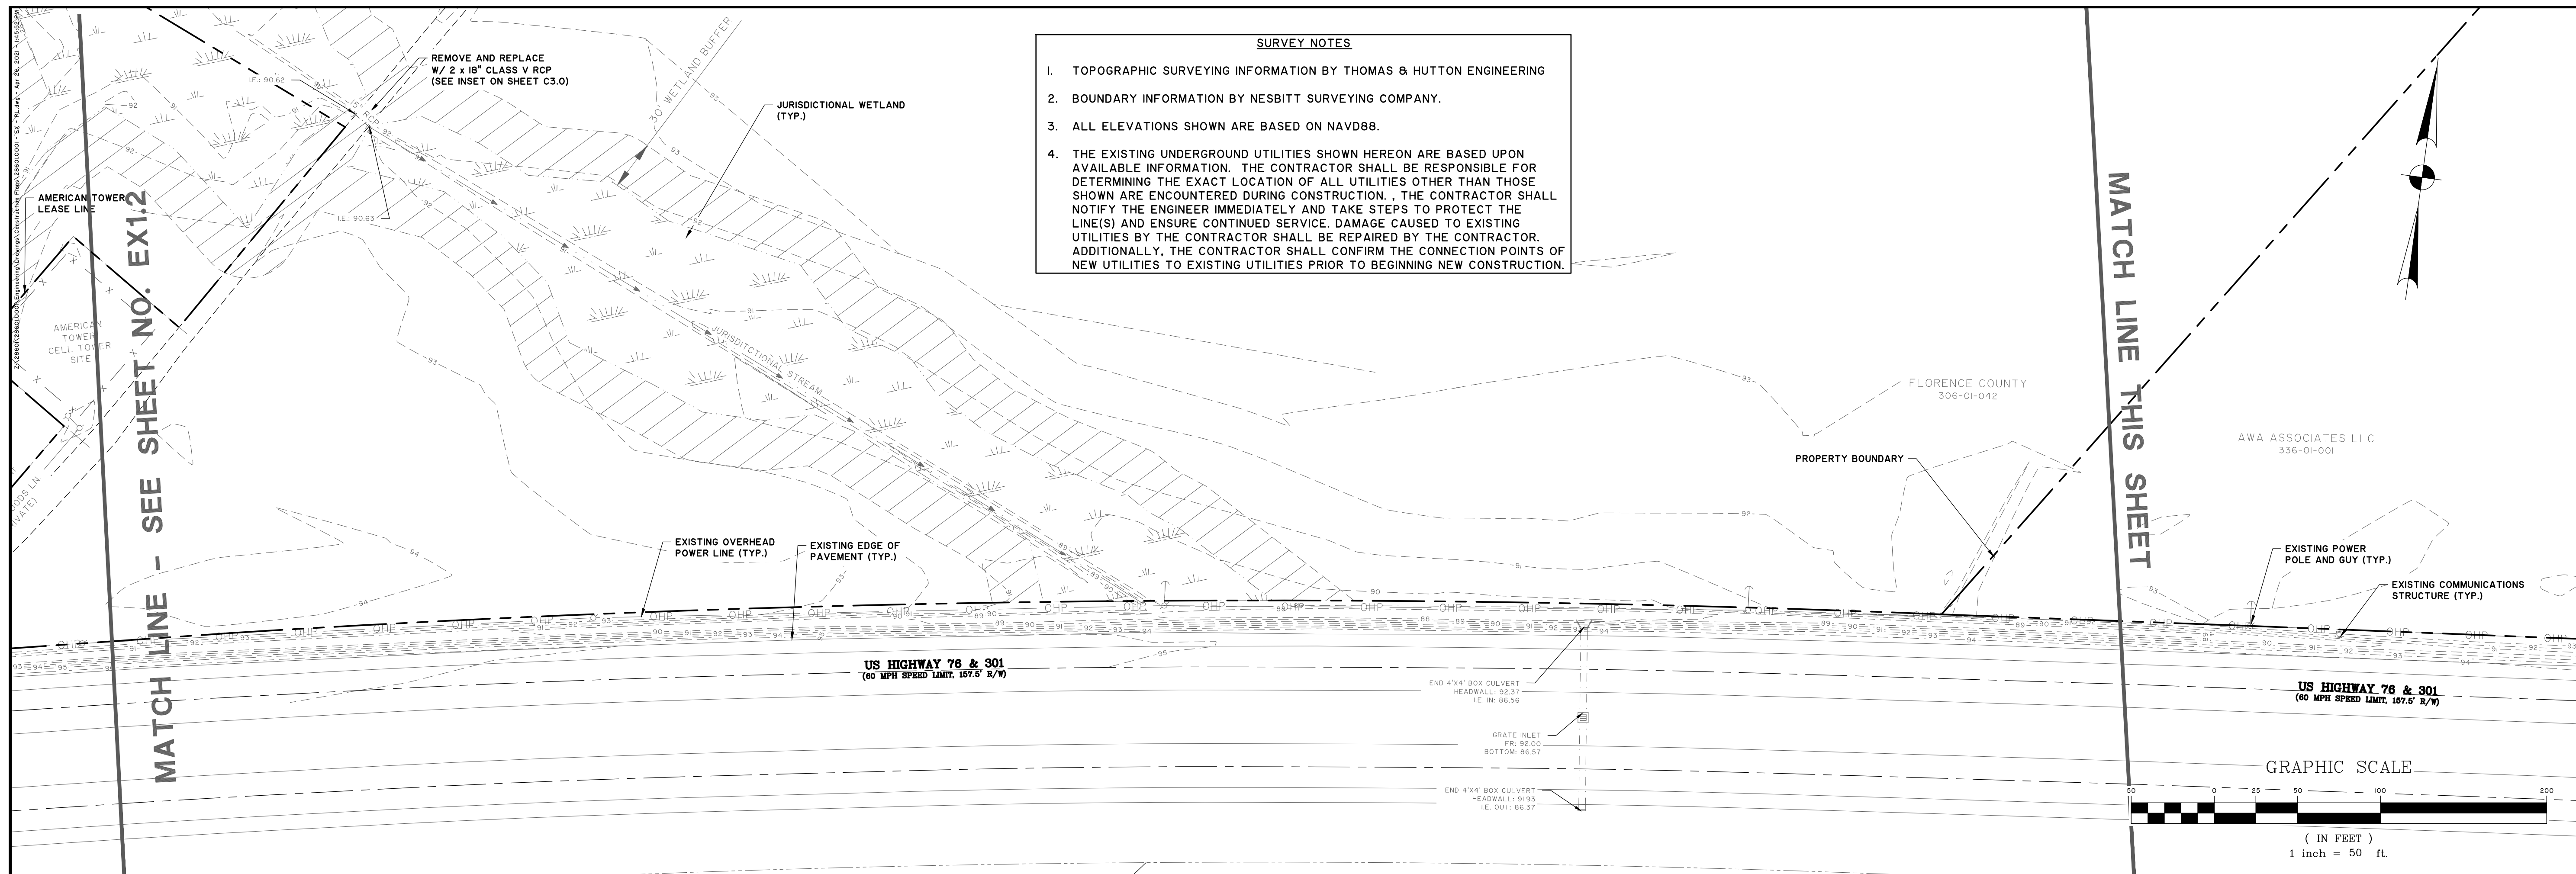 REMOVE AND REPLACE
W/ 2 x 18" CLASS V RCP
(SEE INSET ON SHEET C3.0)
I.E.: 90.62
15" RCP
I.E.: 90.63
30' WETLAND BUFFER
JURISDICTIONAL WETLAND
(TYP.)
AMERICAN TOWER
LEASE LINE
AMERICAN
TOWER
CELL TOWER
SITE
MATCH LINE - SEE SHEET NO. EX1.2
JURISDITCTIONAL STREAM
SURVEY NOTES
1. TOPOGRAPHIC SURVEYING INFORMATION BY THOMAS & HUTTON ENGINEERING
2. BOUNDARY INFORMATION BY NESBITT SURVEYING COMPANY.
3. ALL ELEVATIONS SHOWN ARE BASED ON NAVD88.
4. THE EXISTING UNDERGROUND UTILITIES SHOWN HEREON ARE BASED UPON
AVAILABLE INFORMATION. THE CONTRACTOR SHALL BE RESPONSIBLE FOR
DETERMINING THE EXACT LOCATION OF ALL UTILITIES OTHER THAN THOSE
SHOWN ARE ENCOUNTERED DURING CONSTRUCTION. , THE CONTRACTOR SHALL
NOTIFY THE ENGINEER IMMEDIATELY AND TAKE STEPS TO PROTECT THE
LINE(S) AND ENSURE CONTINUED SERVICE. DAMAGE CAUSED TO EXISTING
UTILITIES BY THE CONTRACTOR SHALL BE REPAIRED BY THE CONTRACTOR.
ADDITIONALLY, THE CONTRACTOR SHALL CONFIRM THE CONNECTION POINTS OF
NEW UTILITIES TO EXISTING UTILITIES PRIOR TO BEGINNING NEW CONSTRUCTION.
MATCH LINE THIS SHEET
FLORENCE COUNTY
306-01-042
AWA ASSOCIATES LLC
336-01-001
PROPERTY BOUNDARY
EXISTING OVERHEAD
POWER LINE (TYP.)
EXISTING EDGE OF
PAVEMENT (TYP.)
EXISTING POWER
POLE AND GUY (TYP.)
EXISTING COMMUNICATIONS
STRUCTURE (TYP.)
US HIGHWAY 76 & 301
(60 MPH SPEED LIMIT, 157.5' R/W)
END 4'X4' BOX CULVERT
HEADWALL: 92.37
I.E. IN: 86.56
GRATE INLET
FR: 92.00
BOTTOM: 86.57
END 4'X4' BOX CULVERT
HEADWALL: 91.93
I.E. OUT: 86.37
US HIGHWAY 76 & 301
(60 MPH SPEED LIMIT, 157.5' R/W)
GRAPHIC SCALE
50 0 25 50 100 200
( IN FEET )
1 inch = 50 ft.